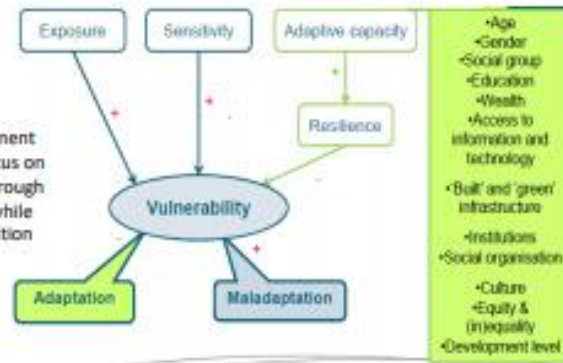 Exposure
Sensitivity
Adaptive capacity
+
+
+
Resilience
-
Vulnerability
-
+
Adaptation
Maladaptation
•Age
•Gender
•Social group
•Education
•Wealth
•Access to
information and
technology
•'Built' and 'green'
infrastructure
•Institutions
•Social organisation
•Culture
•Equity &
(in)equality
•Development level
ment
us on
rough
while
tion